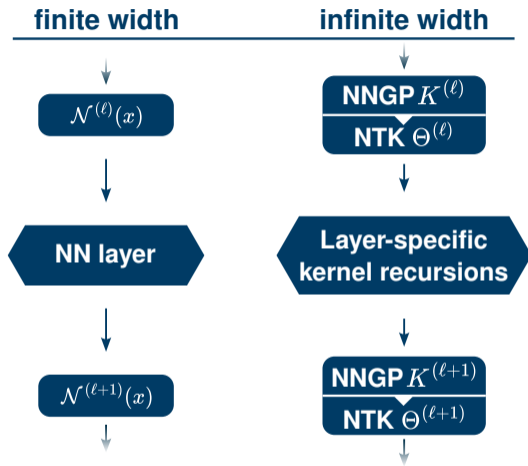 finite width
infinite width
𝒩^(ℓ)(x)
NNGP K^(ℓ)
NTK Θ^(ℓ)
NN layer
Layer-specific
kernel recursions
𝒩^(ℓ+1)(x)
NNGP K^(ℓ+1)
NTK Θ^(ℓ+1)